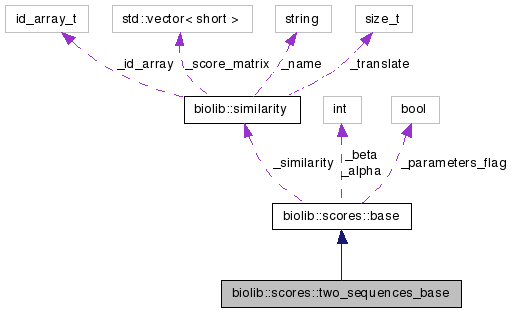 id_array_t
std::vector< short >
string
size_t
_id_array
_score_matrix
_name
_translate
biolib::similarity
int
bool
_similarity
_beta
_alpha
_parameters_flag
biolib::scores::base
biolib::scores::two_sequences_base